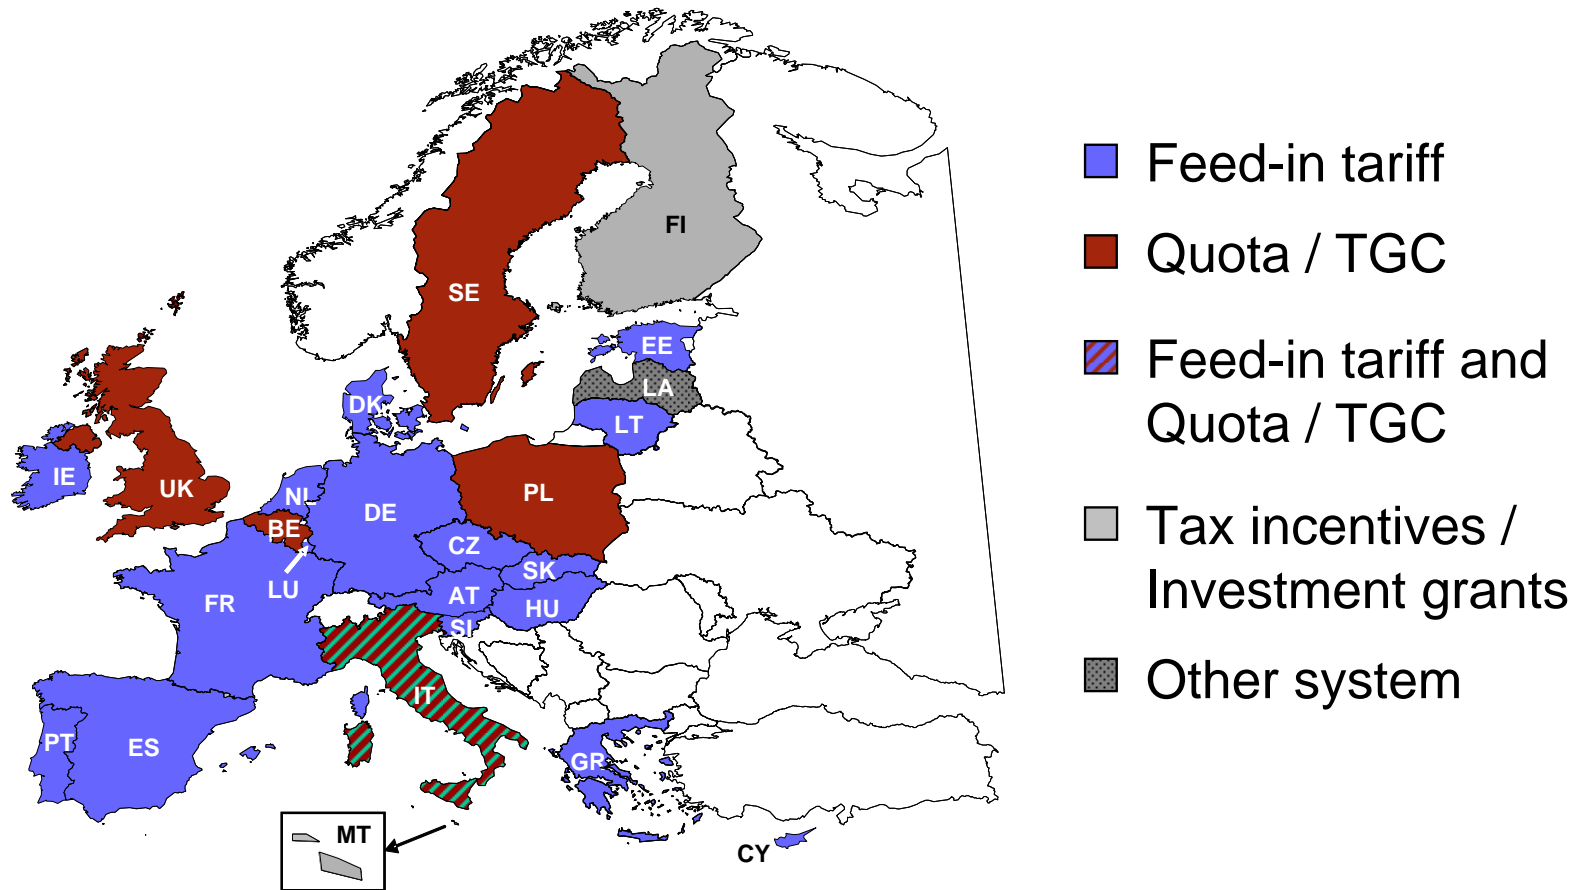 FI
SE
EE
LA
DK
LT
IE
UK
NL
DE
PL
BE
CZ
LU
SK
FR
AT
HU
SI
IT
PT
ES
GR
MT
CY
Feed-in tariff
Quota / TGC
Feed-in tariff and
Quota / TGC
Tax incentives /
Investment grants
Other system